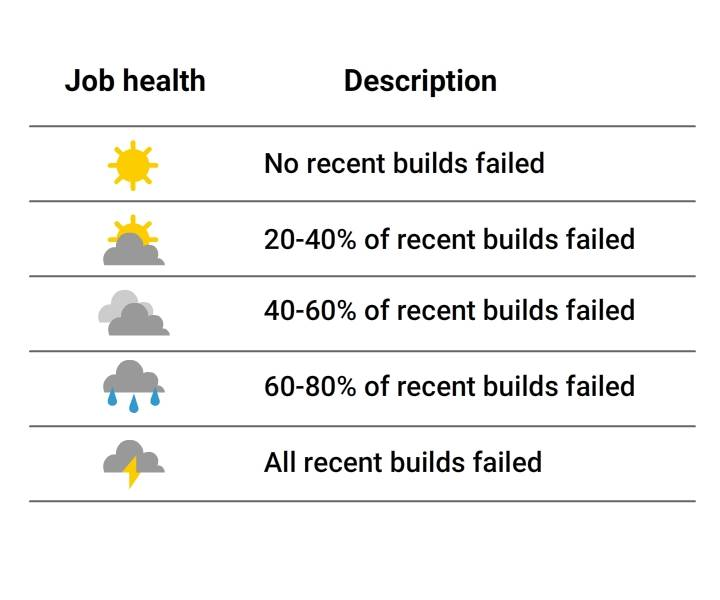 Job health Description
No recent builds failed
20-40% of recent builds failed
40-60% of recent builds failed
60-80% of recent builds failed
All recent builds failed